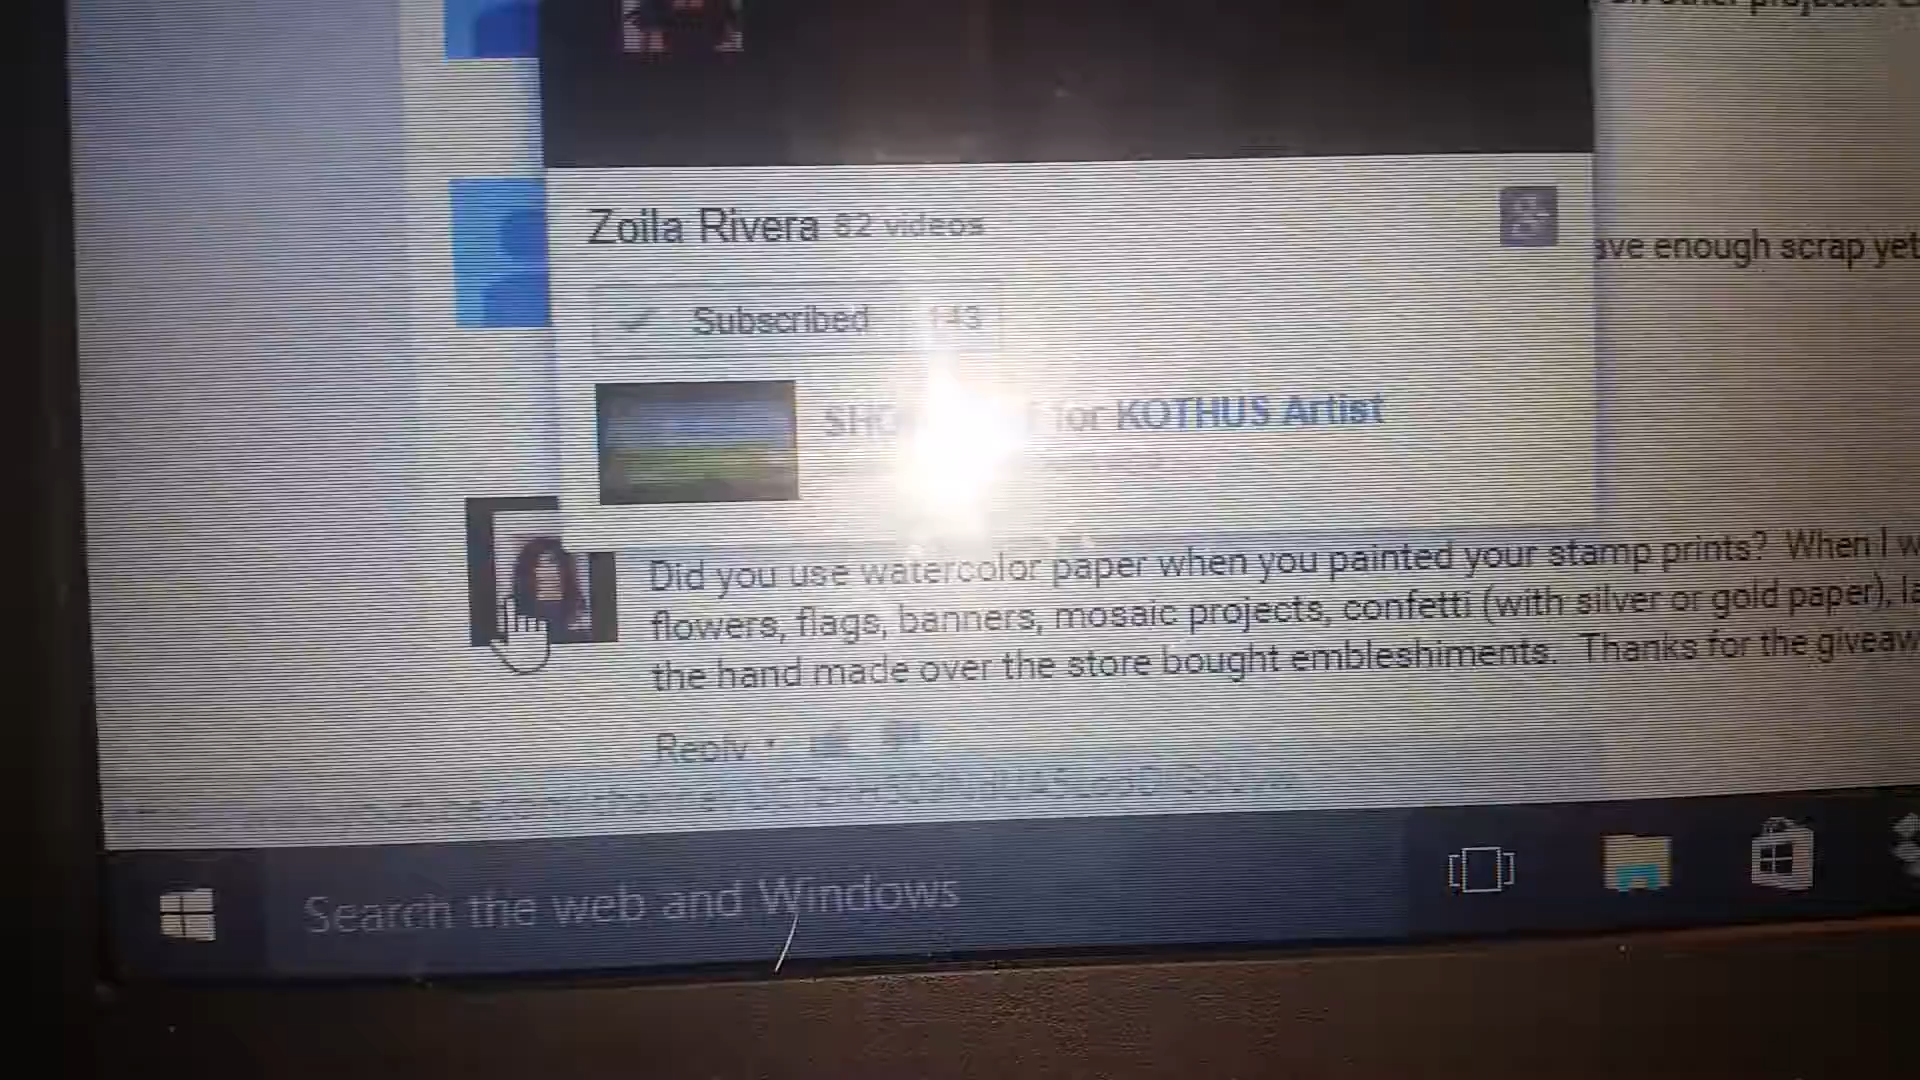 Zoila Rivera 82 videos
ave enough scrap yet
Subscribed 143
for KOTHUS Artist
Did you use watercolor paper when you painted your stamp prints? When I w
flowers, flags, banners, mosaic projects, confetti (with silver or gold paper), la
the hand made over the store bought embleshiments. Thanks for the giveaw
Reply
Search the web and Windows